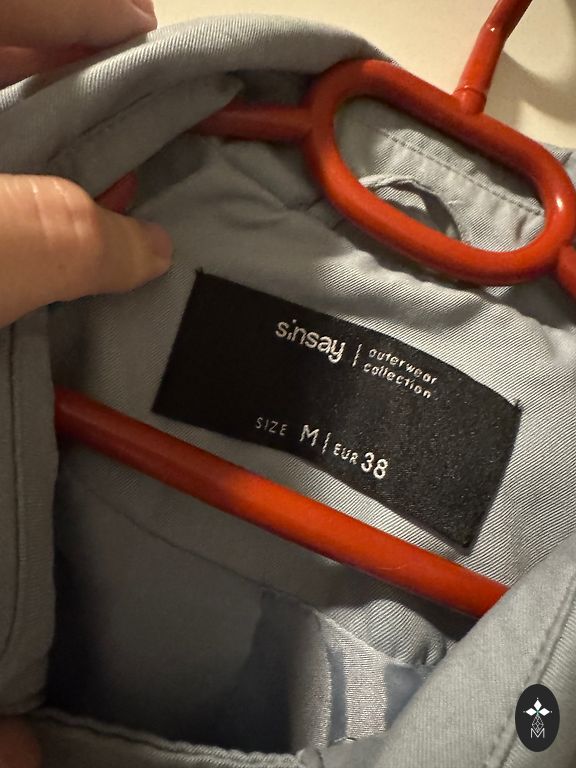 sinsay | outerwear
collection
SIZE M | EUR 38
M